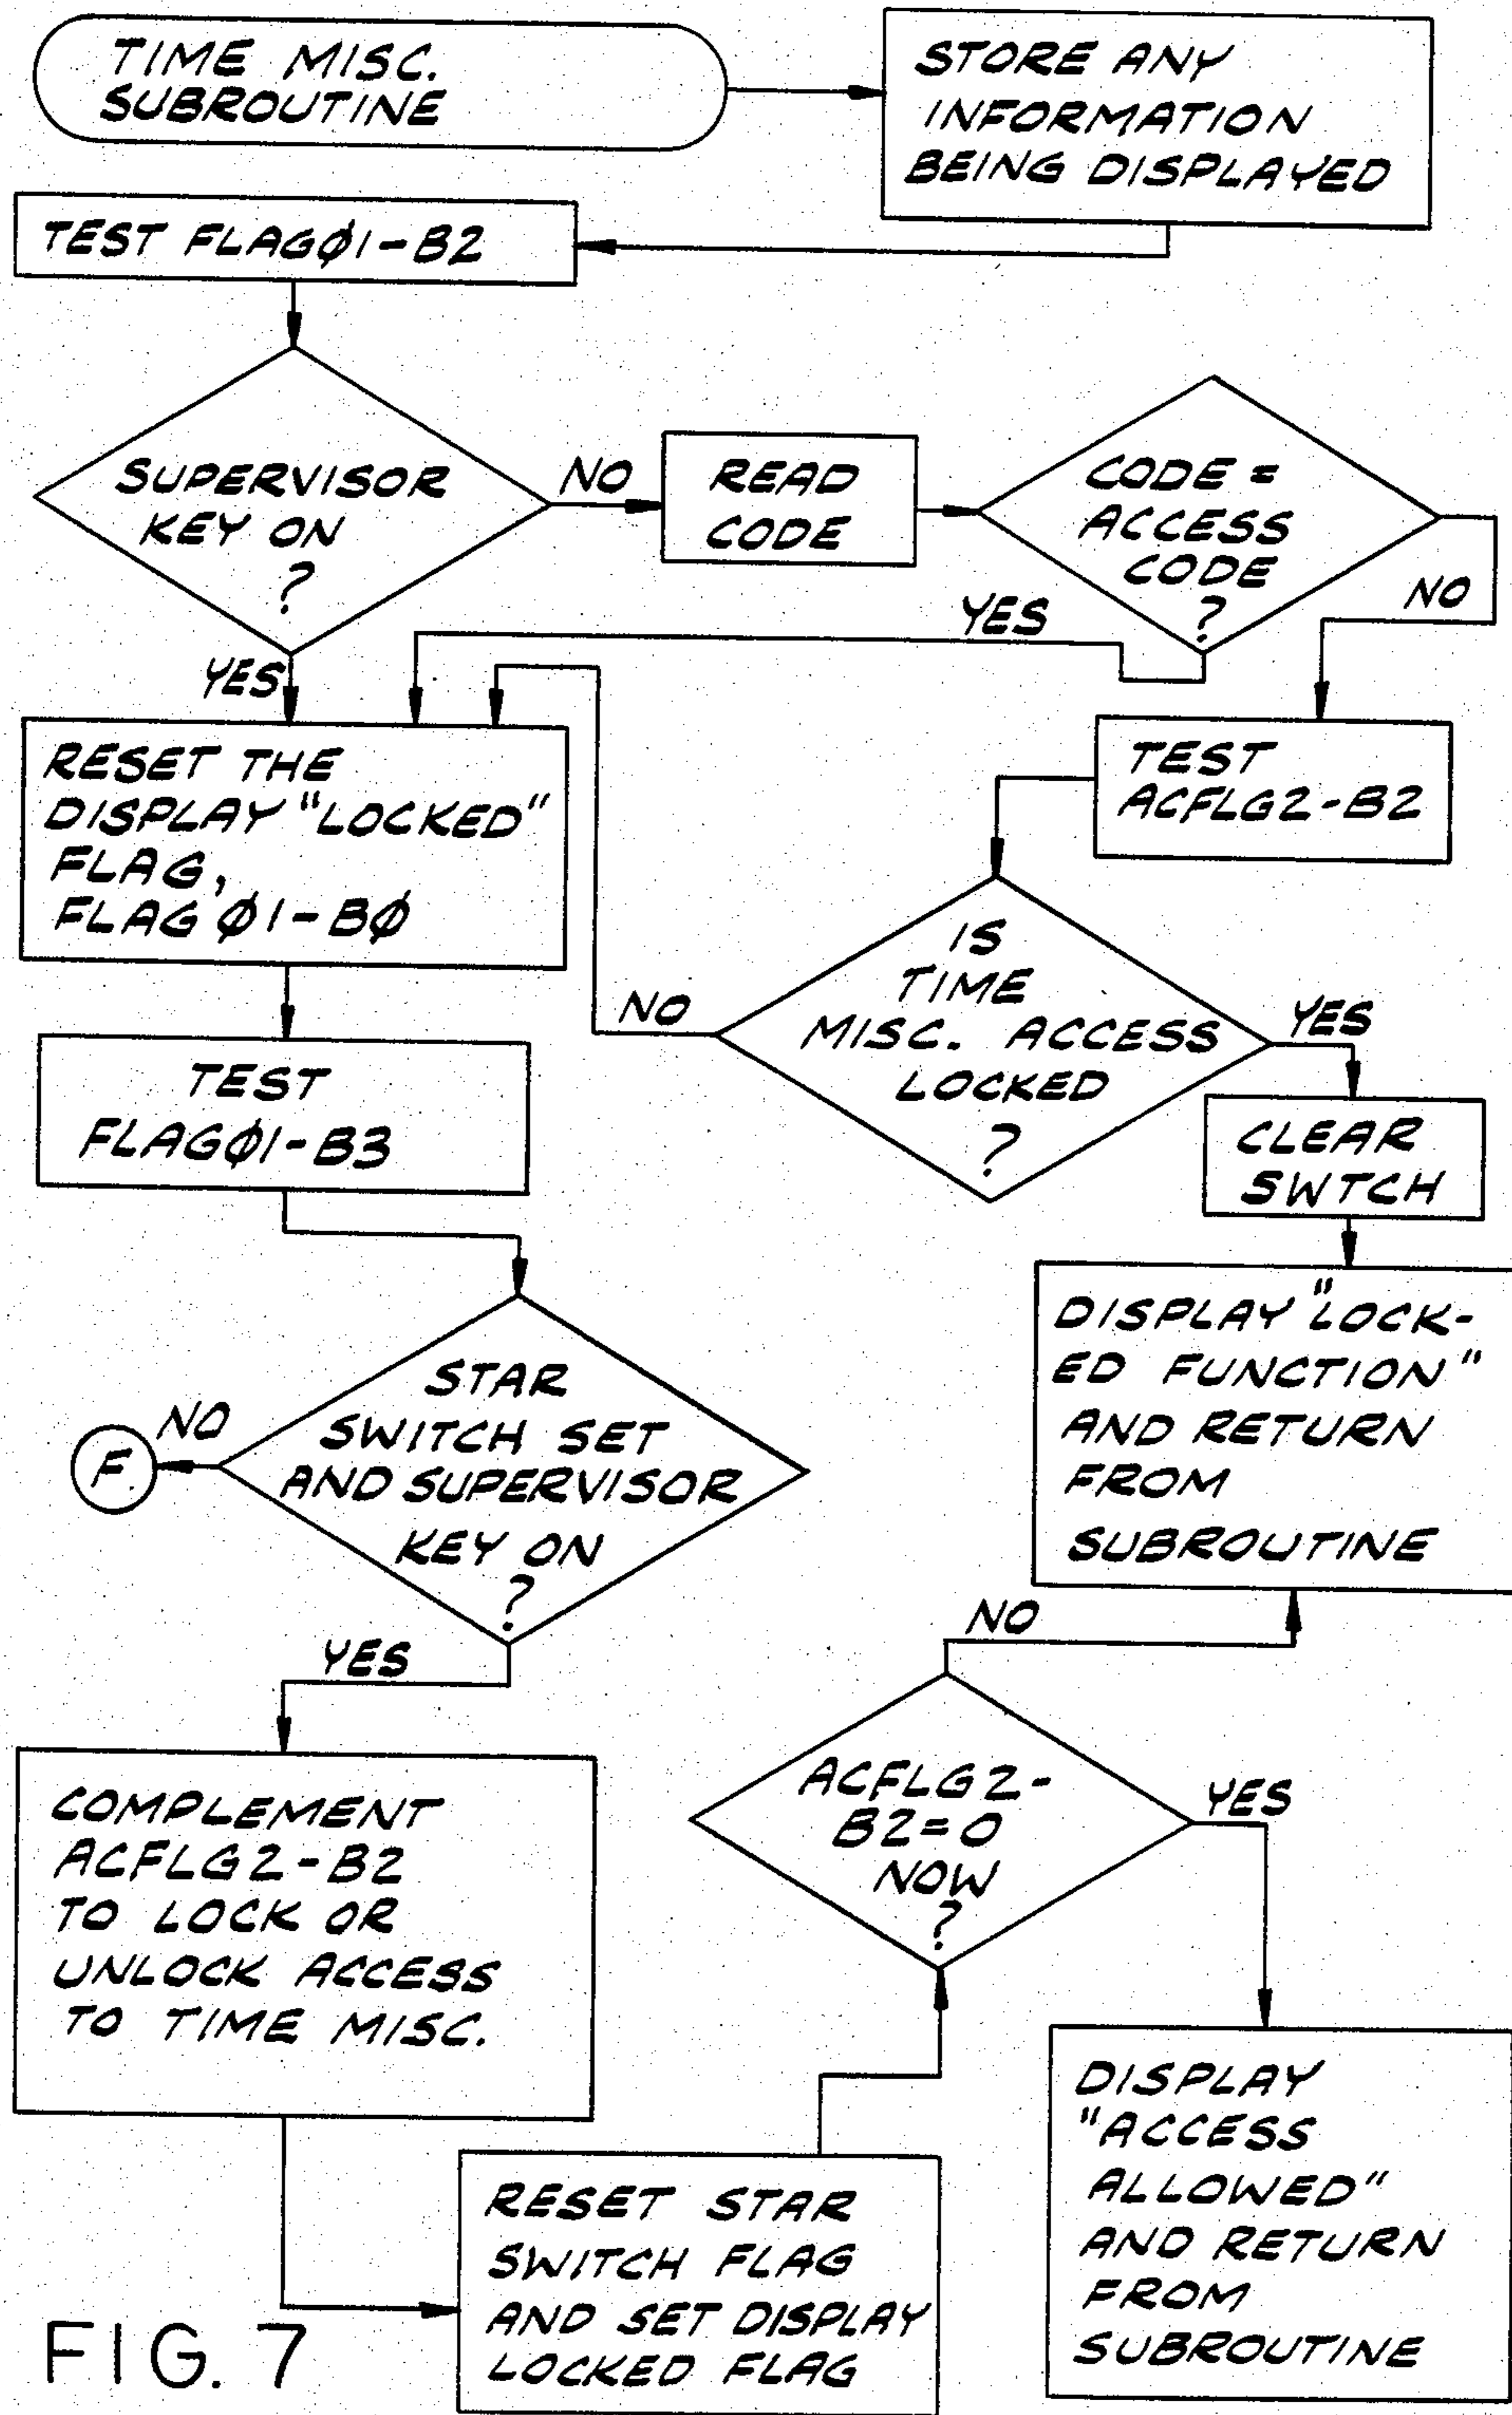 TIME MISC.
SUBROUTINE
STORE ANY
INFORMATION
BEING DISPLAYED
TEST FLAGØ1-B2
SUPERVISOR
KEY ON
?
NO
READ
CODE
CODE =
ACCESS
CODE
?
NO
YES
YES
RESET THE
DISPLAY "LOCKED"
FLAG,
FLAG Ø1-BØ
TEST
ACFLG2-B2
IS
TIME
MISC. ACCESS
LOCKED
?
NO
YES
TEST
FLAGØ1-B3
CLEAR
SWTCH
DISPLAY "LOCK-
ED FUNCTION"
AND RETURN
FROM
SUBROUTINE
STAR
SWITCH SET
AND SUPERVISOR
KEY ON
?
NO
F.
YES
NO
COMPLEMENT
ACFLG2-B2
TO LOCK OR
UNLOCK ACCESS
TO TIME MISC.
ACFLG2-
B2=0
NOW
?
YES
RESET STAR
SWITCH FLAG
AND SET DISPLAY
LOCKED FLAG
DISPLAY
"ACCESS
ALLOWED"
AND RETURN
FROM
SUBROUTINE
FIG. 7